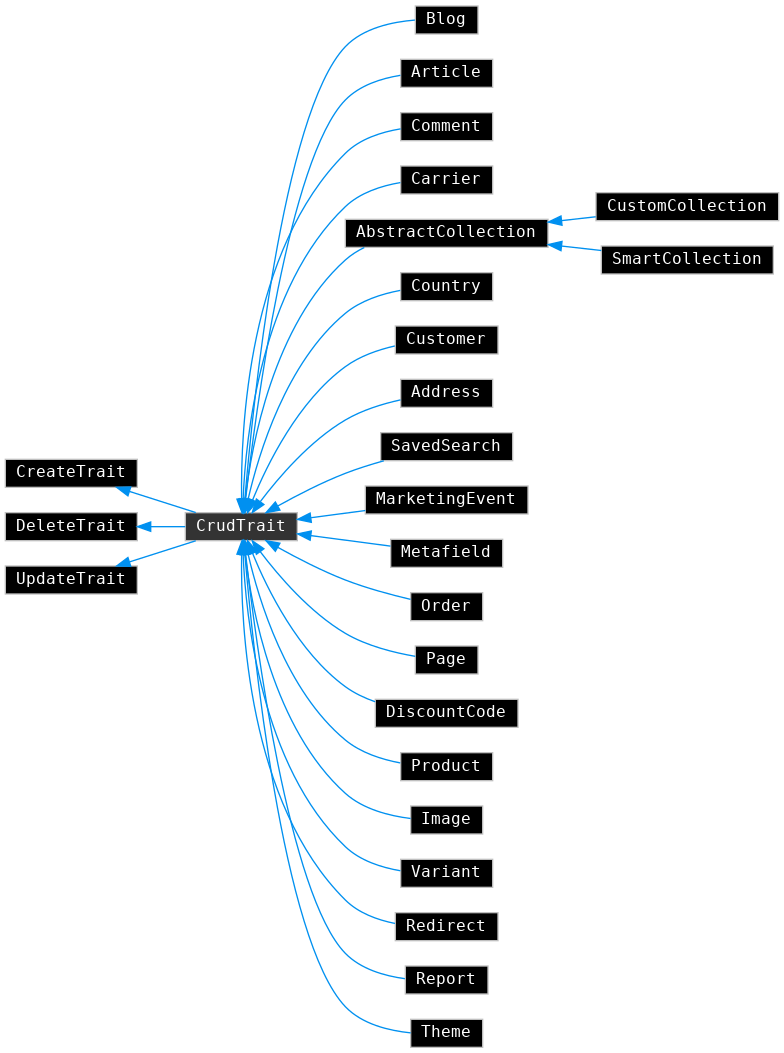 Blog
Article
Comment
Carrier
CustomCollection
AbstractCollection
SmartCollection
Country
Customer
Address
SavedSearch
CreateTrait
MarketingEvent
DeleteTrait
CrudTrait
Metafield
UpdateTrait
Order
Page
DiscountCode
Product
Image
Variant
Redirect
Report
Theme